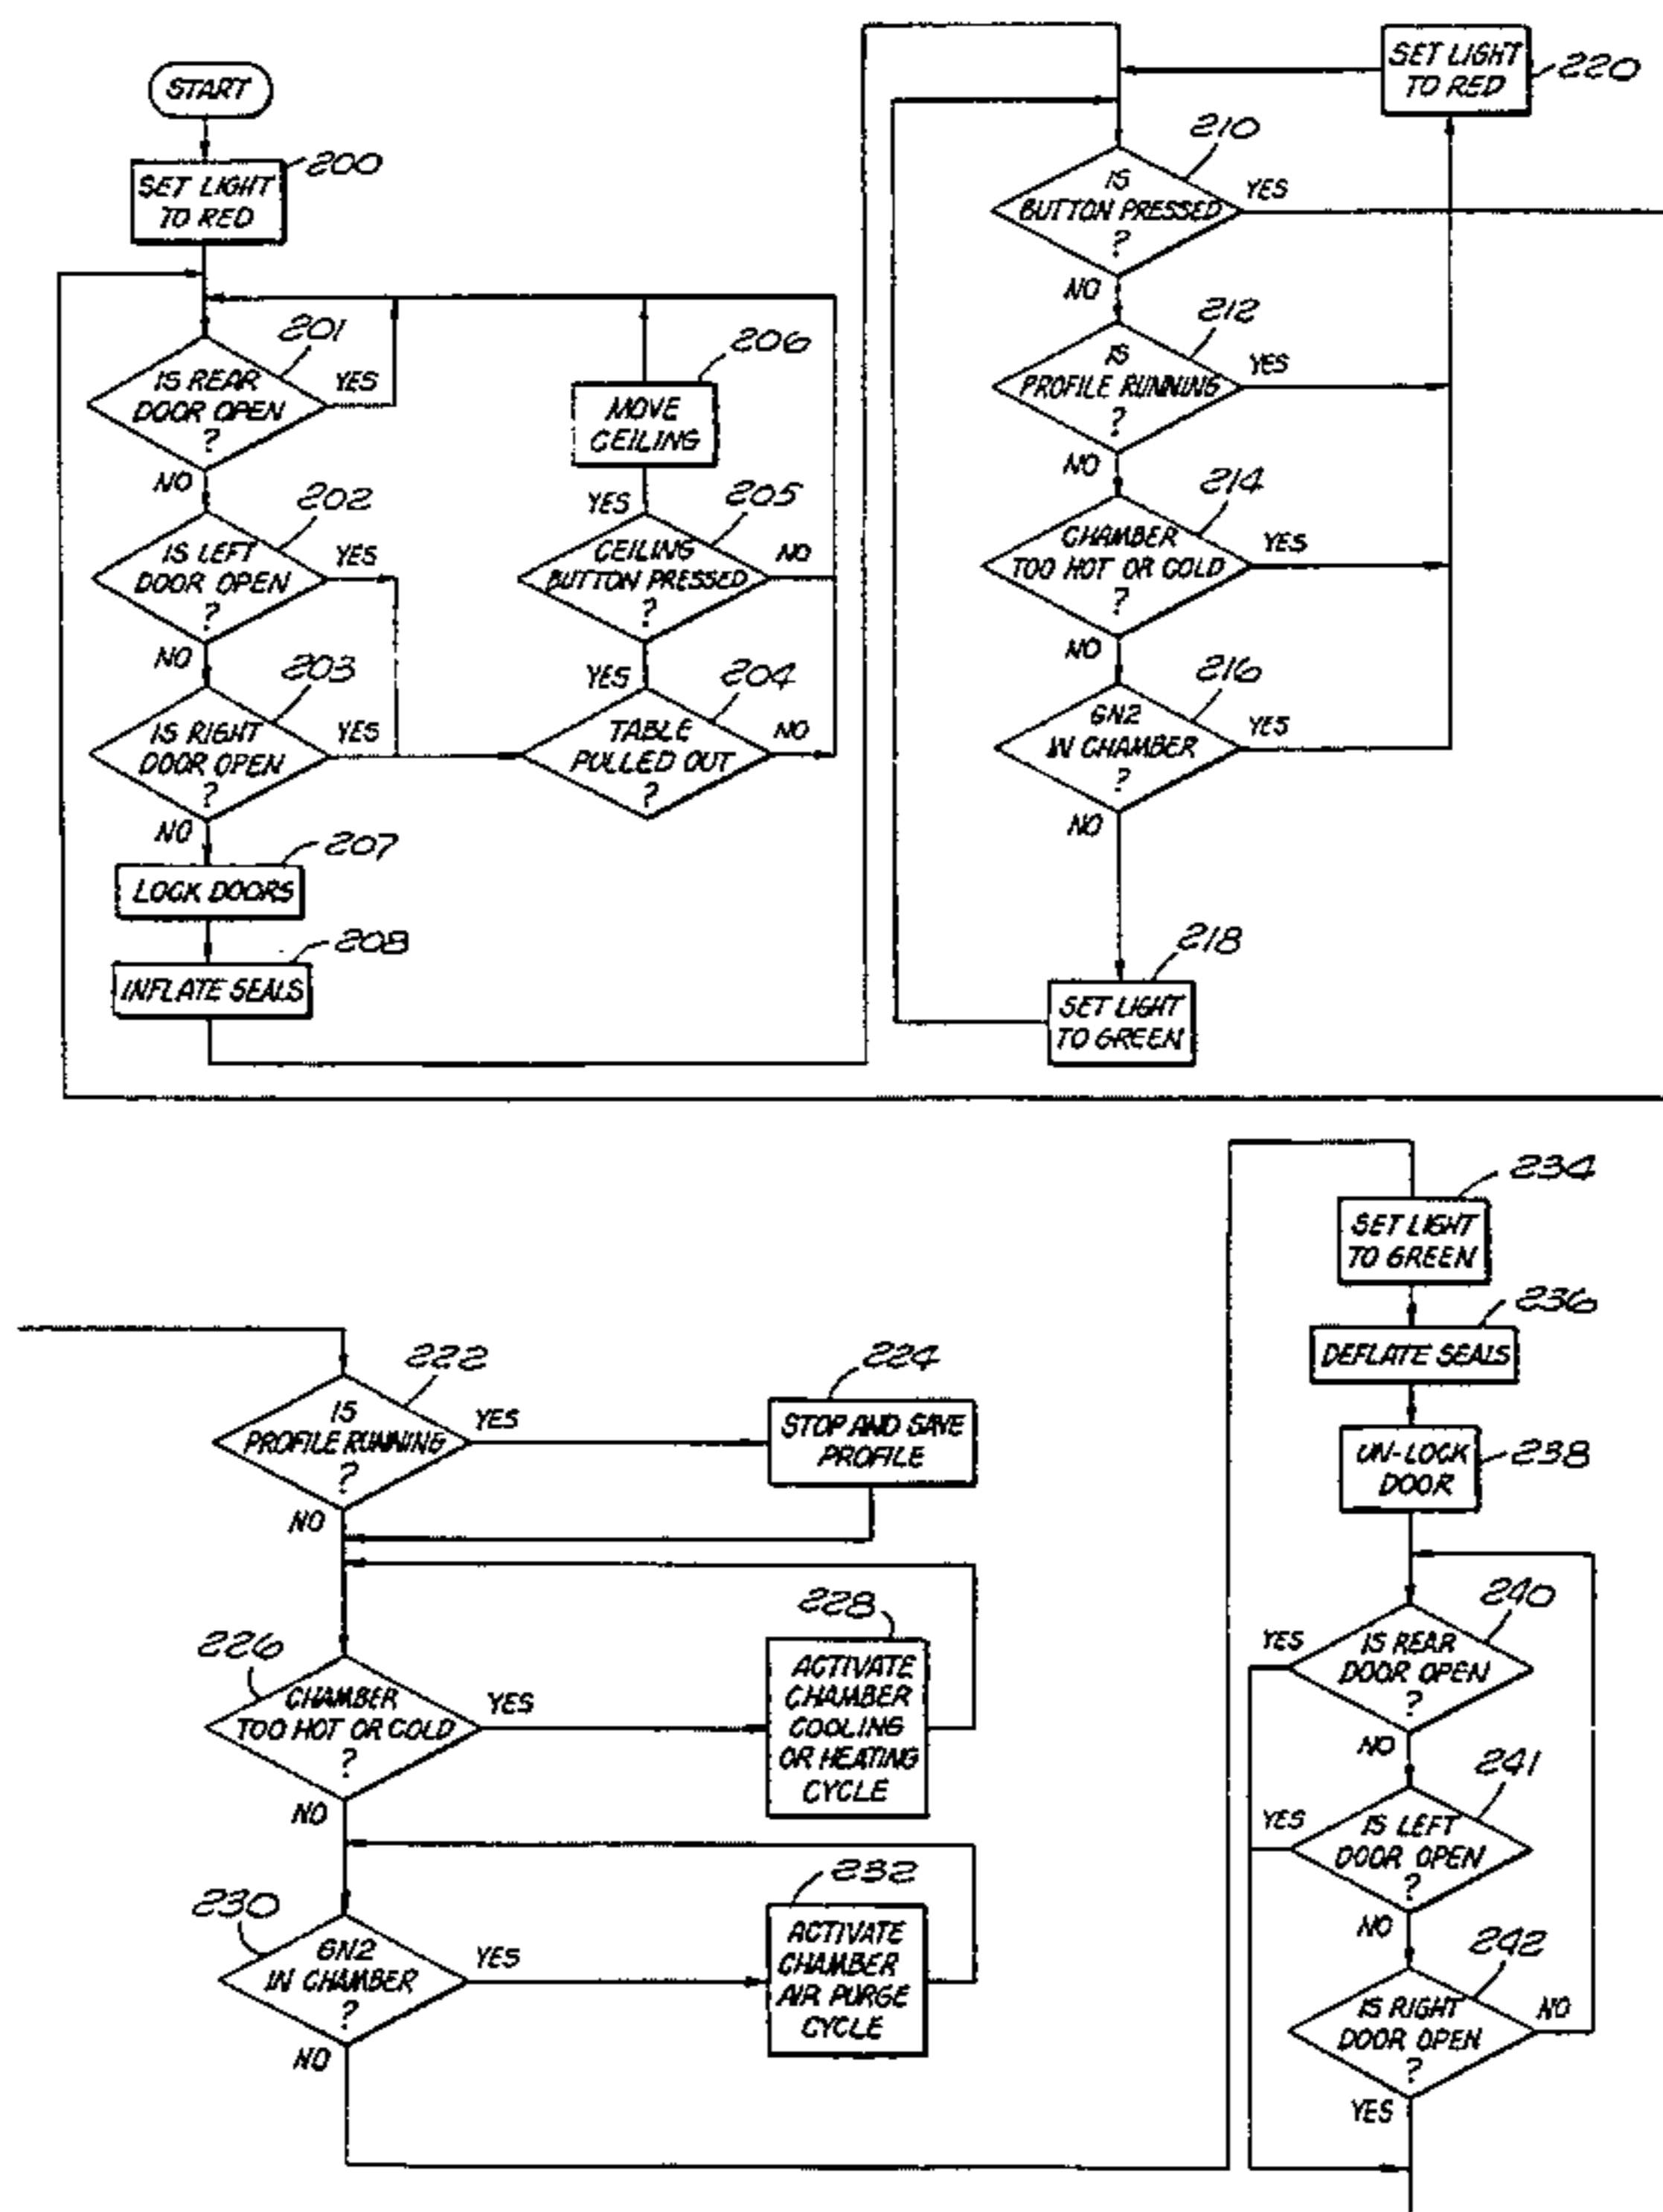 START
200
SET LIGHT
TO RED
201
IS REAR
DOOR OPEN
?
YES
NO
202
IS LEFT
DOOR OPEN
?
YES
NO
203
IS RIGHT
DOOR OPEN
?
YES
NO
207
LOCK DOORS
208
INFLATE SEALS
206
MOVE
CEILING
YES
205
CEILING
BUTTON PRESSED
?
NO
YES
204
TABLE
PULLED OUT
?
NO
SET LIGHT
TO RED
220
210
IS
BUTTON PRESSED
?
YES
NO
212
IS
PROFILE RUNNING
?
YES
NO
214
CHAMBER
TOO HOT OR COLD
?
YES
NO
216
GN2
IN CHAMBER
?
YES
NO
218
SET LIGHT
TO GREEN
222
IS
PROFILE RUNNING
?
YES
NO
224
STOP AND SAVE
PROFILE
226
CHAMBER
TOO HOT OR COLD
?
YES
NO
228
ACTIVATE
CHAMBER
COOLING
OR HEATING
CYCLE
230
GN2
IN CHAMBER
?
YES
NO
232
ACTIVATE
CHAMBER
AIR PURGE
CYCLE
234
SET LIGHT
TO GREEN
236
DEFLATE SEALS
UN-LOCK
DOOR
238
240
YES
IS REAR
DOOR OPEN
?
NO
241
YES
IS LEFT
DOOR OPEN
?
NO
242
IS RIGHT
DOOR OPEN
?
NO
YES